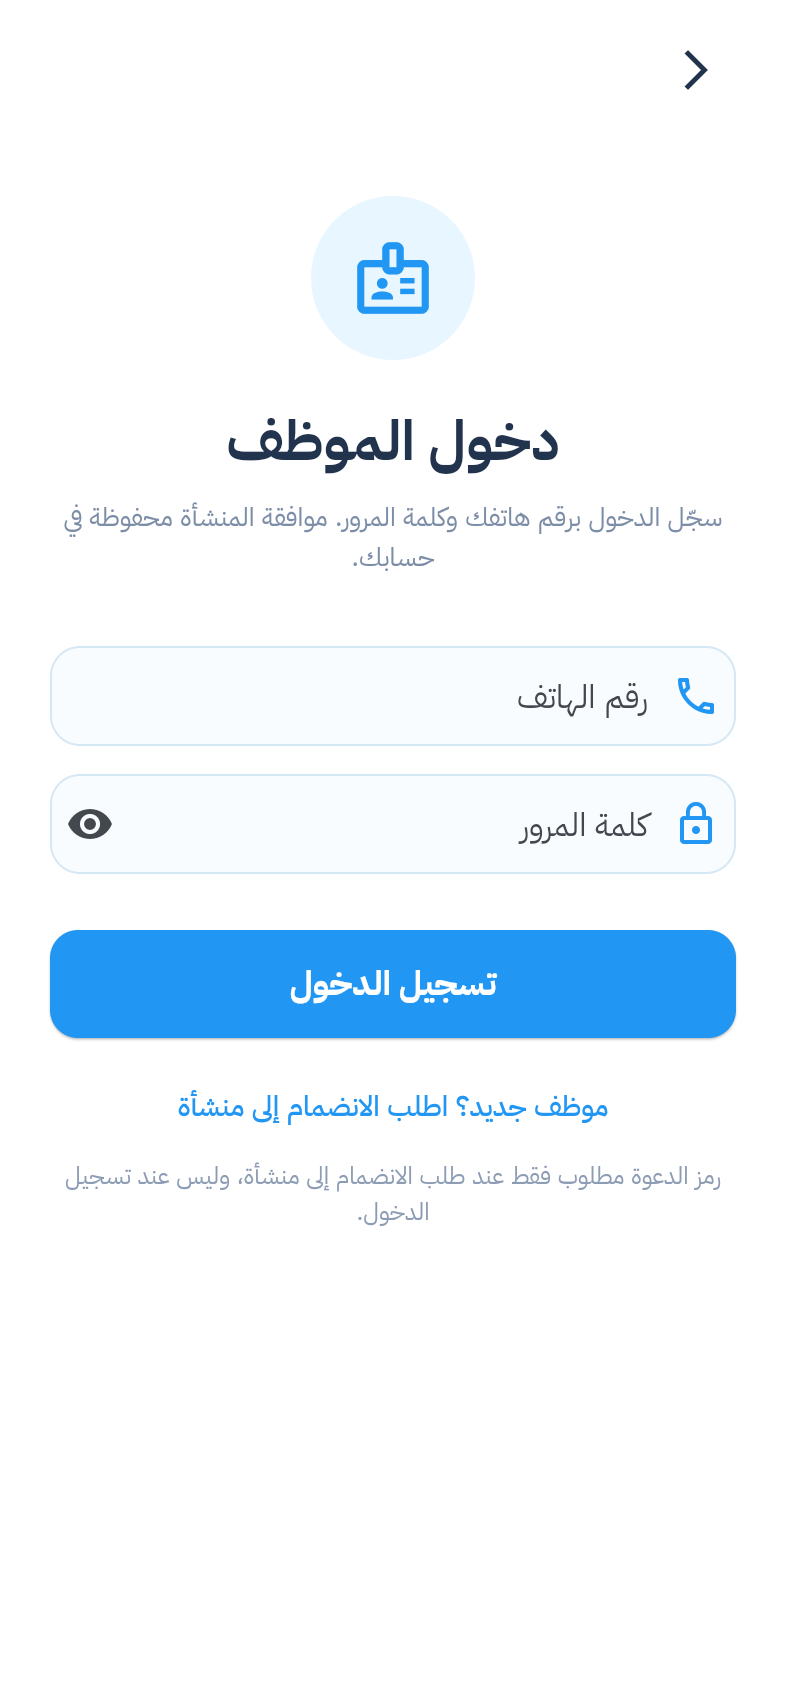 دخول الموظف
سجّل الدخول برقم هاتفك وكلمة المرور. موافقة المنشأة محفوظة في
حسابك.
رقم الهاتف
كلمة المرور
تسجيل الدخول
موظف جديد؟ اطلب الانضمام إلى منشأة
رمز الدعوة مطلوب فقط عند طلب الانضمام إلى منشأة، وليس عند تسجيل
الدخول.